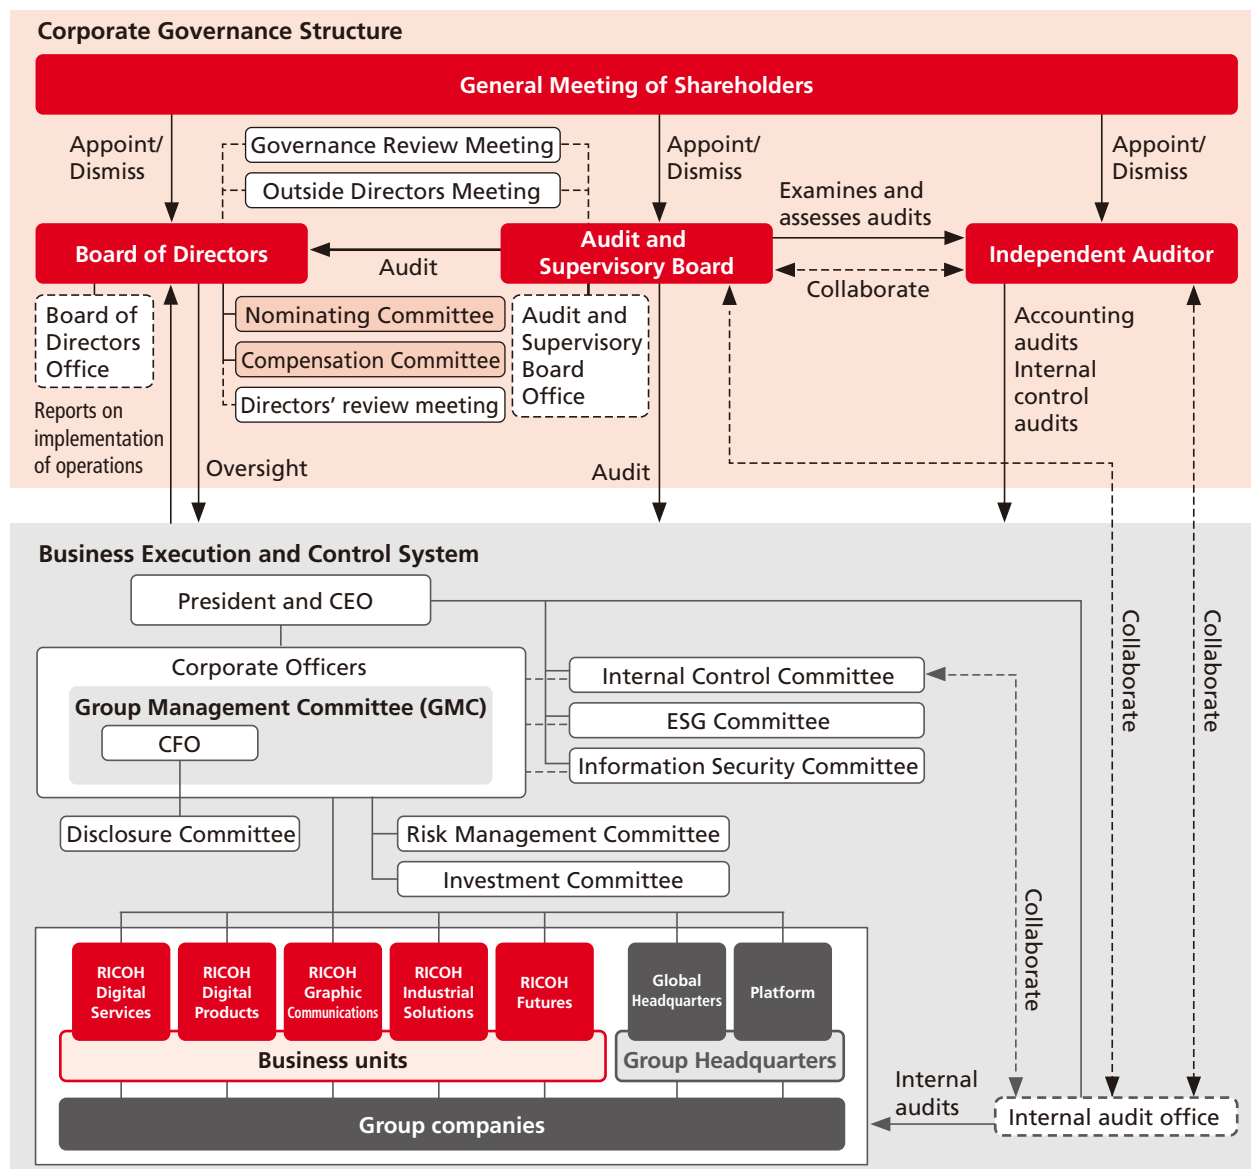 Corporate Governance Structure
General Meeting of Shareholders
Appoint/
Dismiss
Governance Review Meeting
Outside Directors Meeting
Appoint/
Dismiss
Examines and
assesses audits
Appoint/
Dismiss
Board of Directors
Audit
Audit and
Supervisory Board
Collaborate
Independent Auditor
Board of
Directors
Office
Nominating Committee
Compensation Committee
Directors’ review meeting
Audit and
Supervisory
Board
Office
Accounting
audits
Internal
control
audits
Reports on
implementation
of operations
Oversight
Audit
Business Execution and Control System
President and CEO
Corporate Officers
Group Management Committee (GMC)
CFO
Internal Control Committee
ESG Committee
Information Security Committee
Collaborate
Collaborate
Disclosure Committee
Risk Management Committee
Investment Committee
Collaborate
RICOH
Digital
Services
RICOH
Digital
Products
RICOH
Graphic
Communications
RICOH
Industrial
Solutions
RICOH
Futures
Global
Headquarters
Platform
Business units
Group Headquarters
Group companies
Internal
audits
Internal audit office